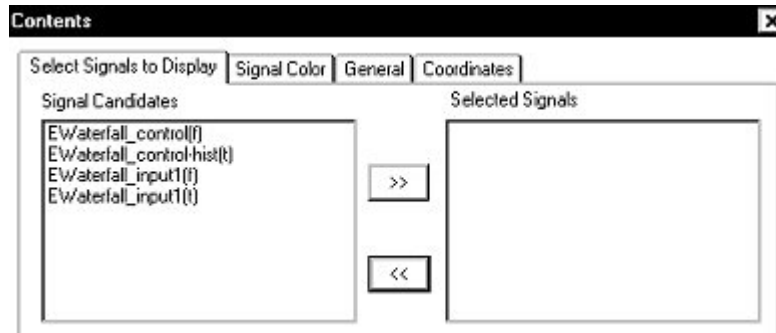 Contents
Select Signals to Display Signal Color General Coordinates
Signal Candidates Selected Signals
EWaterfall_control(f)
EWaterfall_control-hist(t)
EWaterfall_input1(f)
EWaterfall_input1(t)
>>
<<